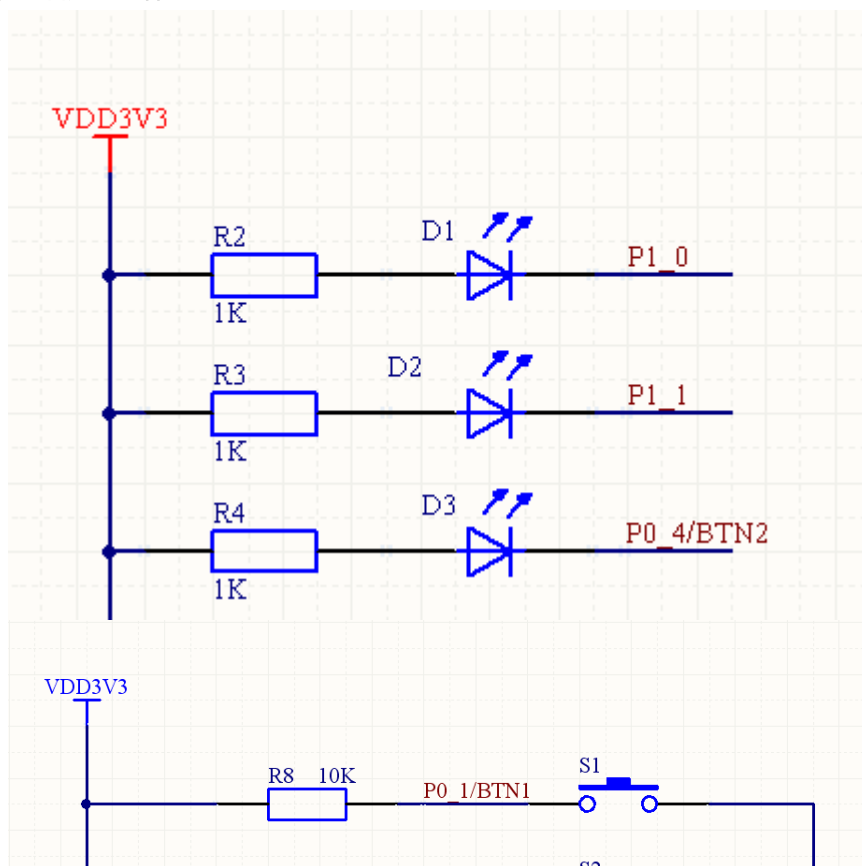 VDD3V3
R2
D1
P1_0
1K
R3
D2
P1_1
1K
R4
D3
P0_4/BTN2
1K
VDD3V3
R8 10K
P0_1/BTN1
S1